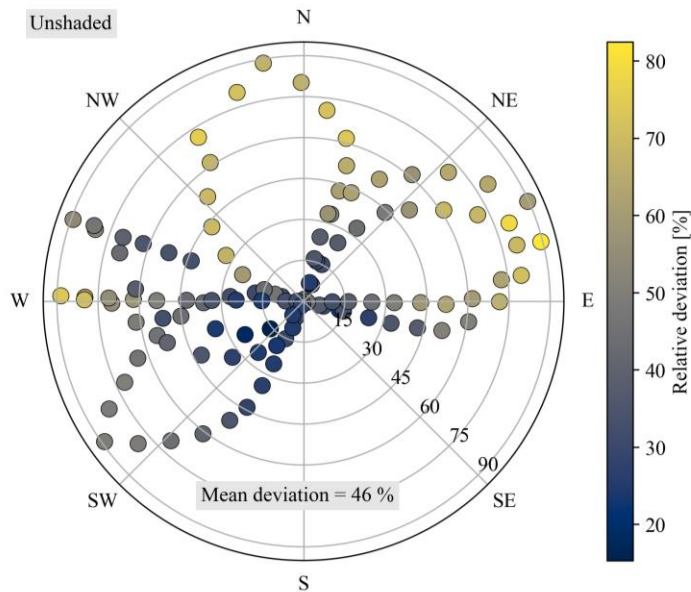 Unshaded
N
NW
NE
W
E
15
30
45
60
75
90
SW
SE
S
Mean deviation = 46 %
80
70
60
50
40
30
20
Relative deviation [%]